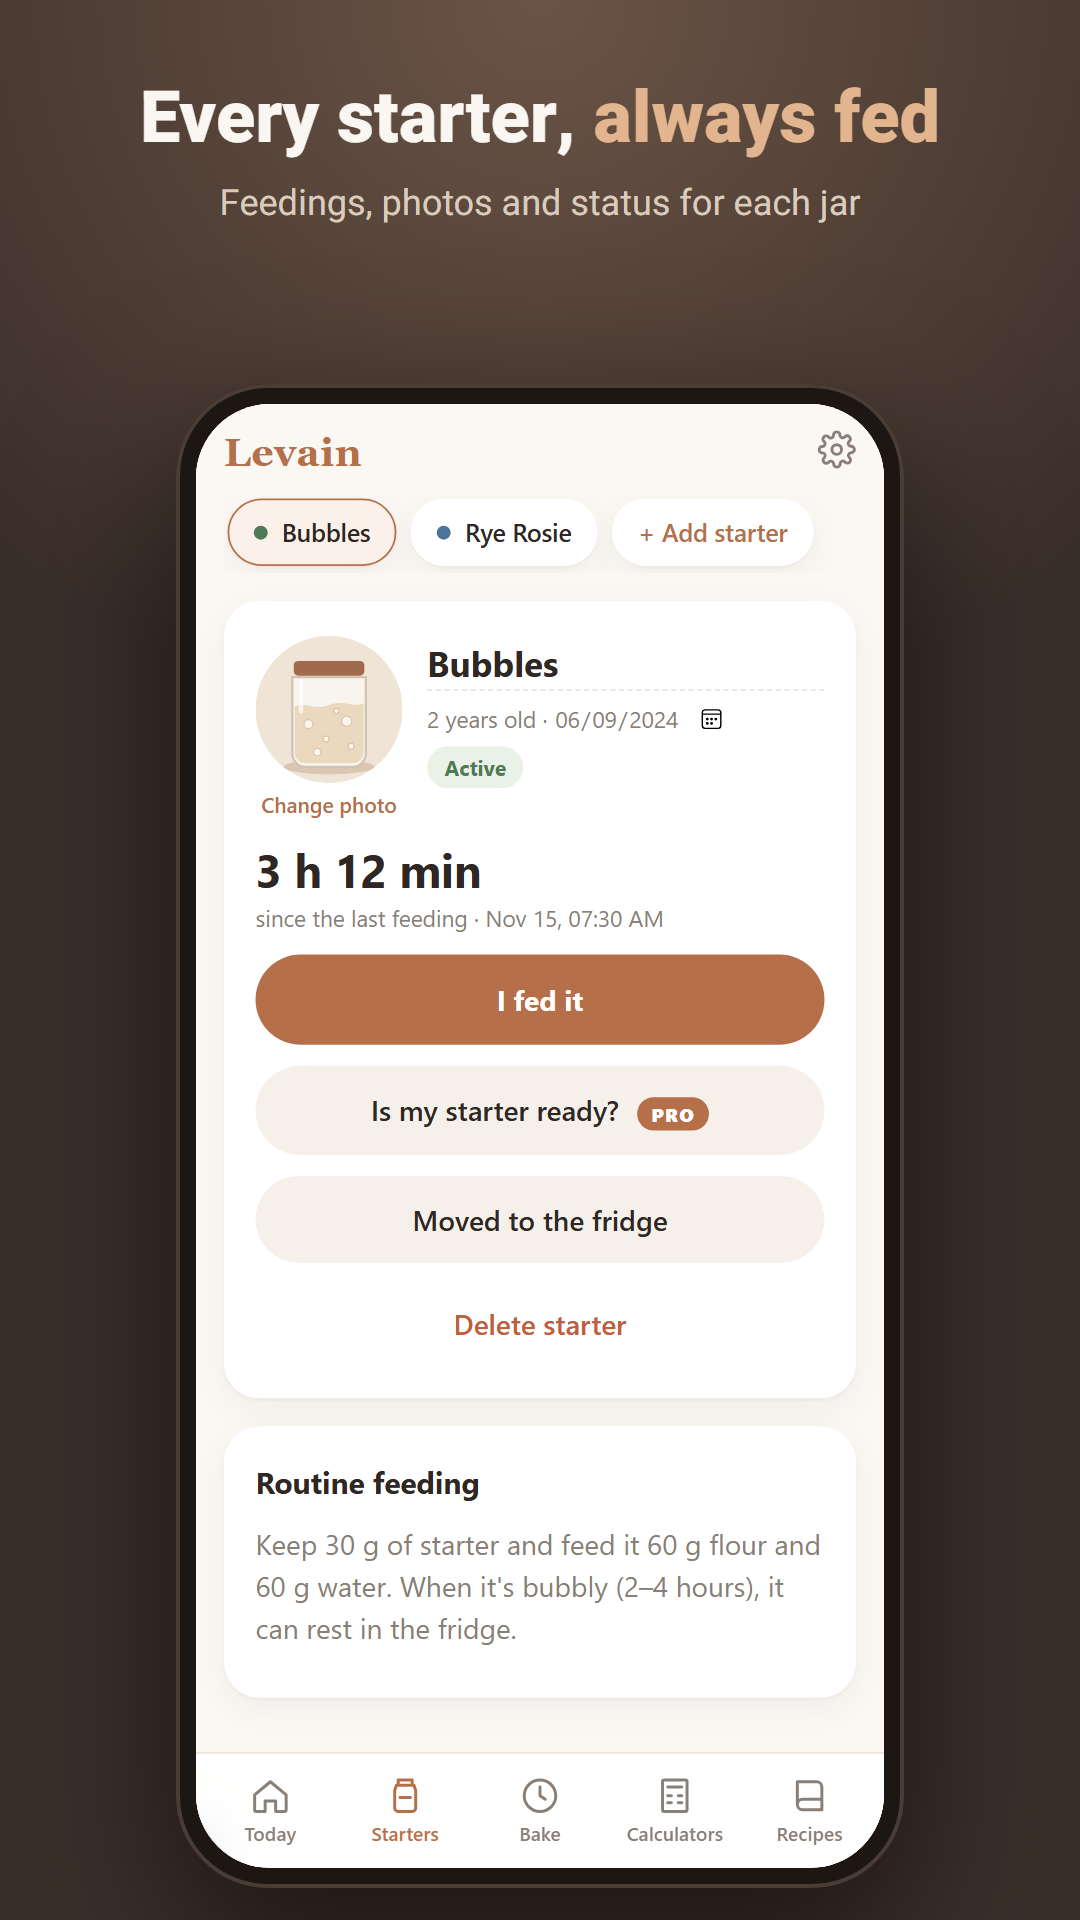 Every starter, always fed
Feedings, photos and status for each jar
Levain
Bubbles
Rye Rosie
+ Add starter
Bubbles
2 years old · 06/09/2024
Active
Change photo
3 h 12 min
since the last feeding · Nov 15, 07:30 AM
I fed it
Is my starter ready? PRO
Moved to the fridge
Delete starter
Routine feeding
Keep 30 g of starter and feed it 60 g flour and
60 g water. When it's bubbly (2–4 hours), it
can rest in the fridge.
Today
Starters
Bake
Calculators
Recipes